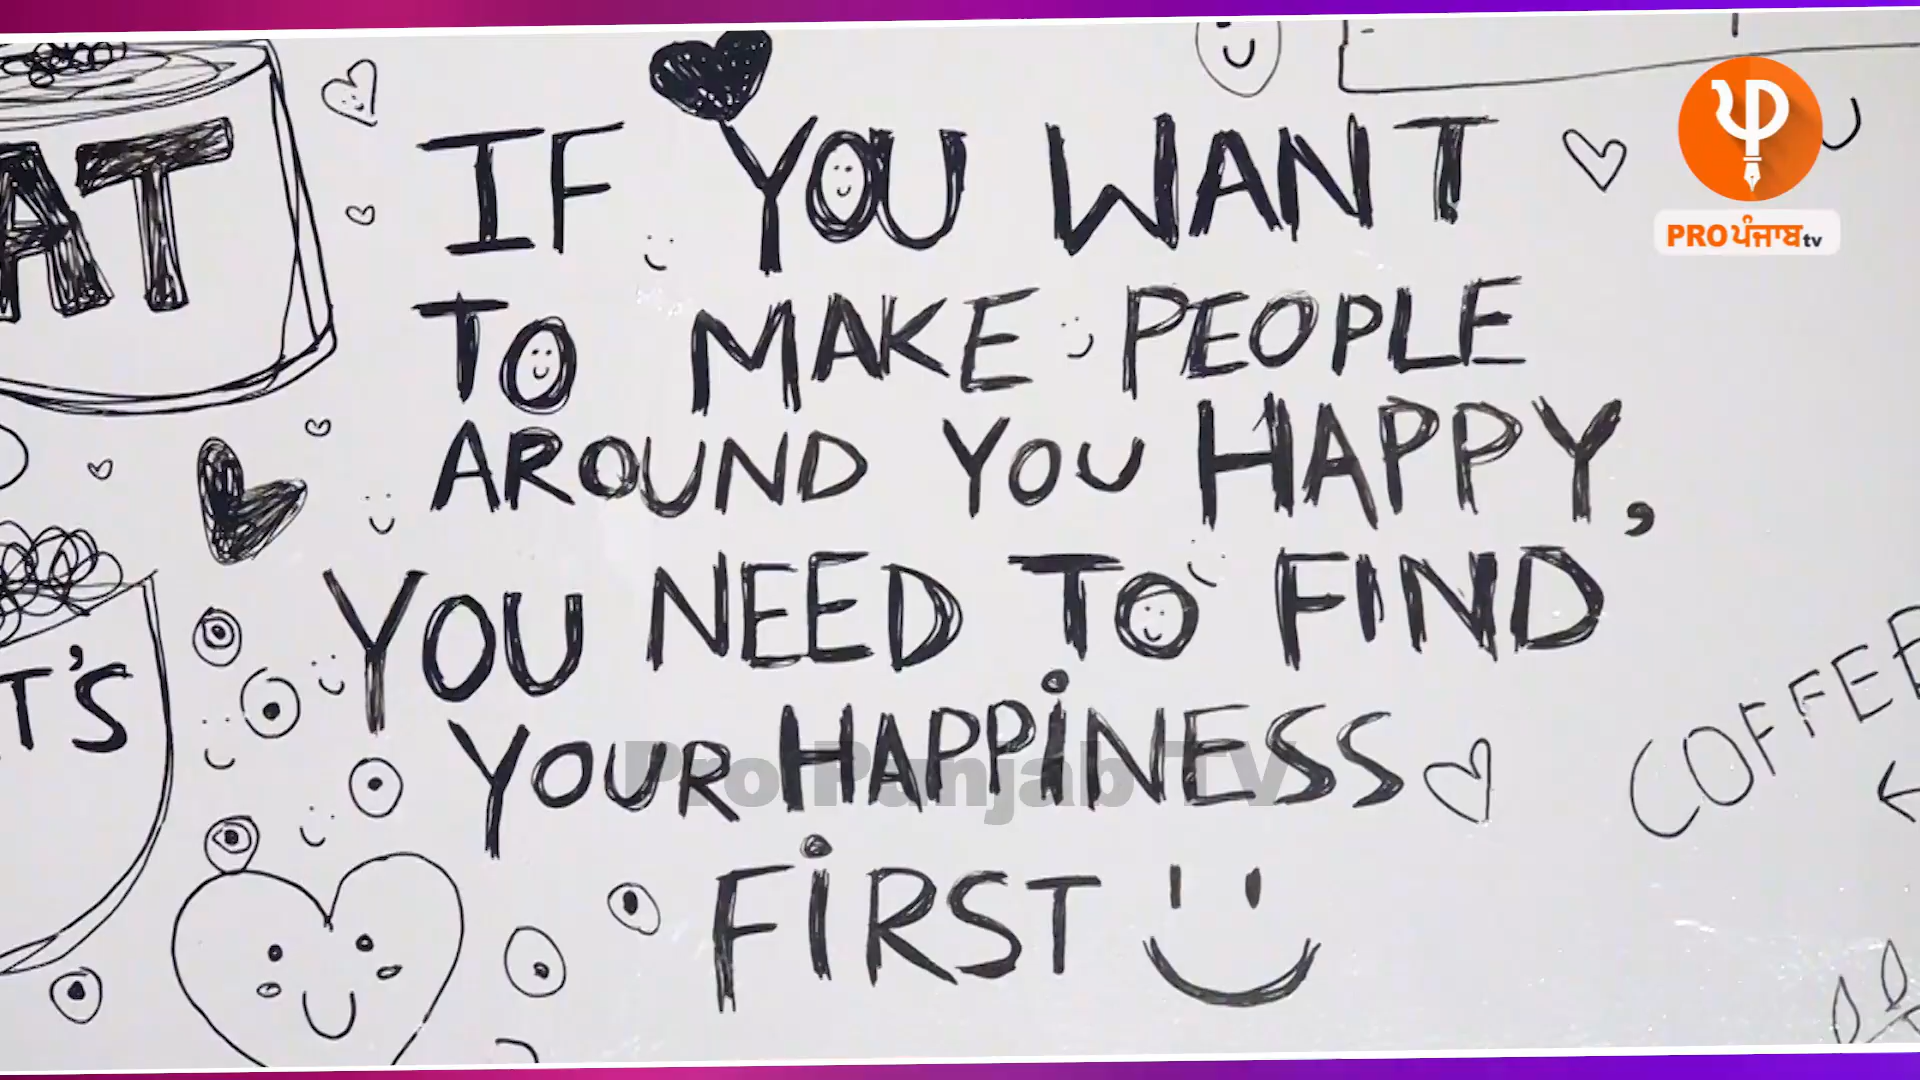 AT
IF YOU WANT
TO MAKE PEOPLE
AROUND YOU HAPPY,
YOU NEED TO FIND
YOUR HAPPINESS
FIRST
T'S
COFFEE
PRO ਪੰਜਾਬ tv
Pro Punjab TV